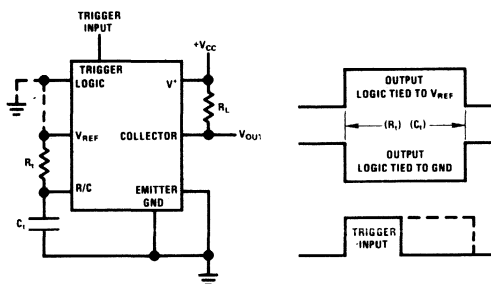 TRIGGER
INPUT
+VCC
TRIGGER
LOGIC
V+
RL
VREF
COLLECTOR
VOUT
Rt
R/C
EMITTER
GND
Ct
OUTPUT
LOGIC TIED TO VREF
(Rt) (Ct)
OUTPUT
LOGIC TIED TO GND
TRIGGER
INPUT